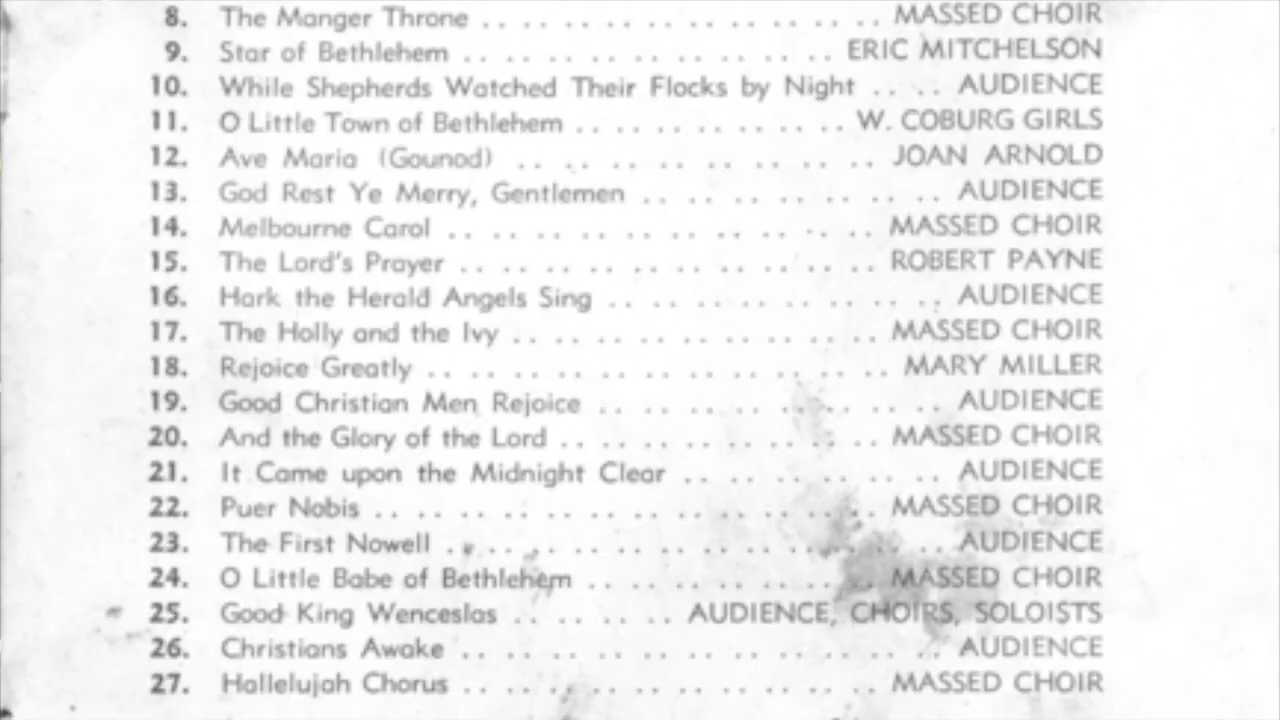 8. The Manger Throne . . . . . . . . . . . . . . . . . . . . . . MASSED CHOIR
9. Star of Bethlehem . . . . . . . . . . . . . . . . . . . . ERIC MITCHELSON
10. While Shepherds Watched Their Flocks by Night . . . . AUDIENCE
11. O Little Town of Bethlehem . . . . . . . . . . . . . . . W. COBURG GIRLS
12. Ave Maria (Gounod) . . . . . . . . . . . . . . . . . . . . JOAN ARNOLD
13. God Rest Ye Merry, Gentlemen . . . . . . . . . . . . . . . . . AUDIENCE
14. Melbourne Carol . . . . . . . . . . . . . . . . . . . . . . . . MASSED CHOIR
15. The Lord's Prayer . . . . . . . . . . . . . . . . . . . . . . . ROBERT PAYNE
16. Hark the Herald Angels Sing . . . . . . . . . . . . . . . . . . AUDIENCE
17. The Holly and the Ivy . . . . . . . . . . . . . . . . . . . . MASSED CHOIR
18. Rejoice Greatly . . . . . . . . . . . . . . . . . . . . . . . . . . MARY MILLER
19. Good Christian Men Rejoice . . . . . . . . . . . . . . . . . . . AUDIENCE
20. And the Glory of the Lord . . . . . . . . . . . . . . . . . . MASSED CHOIR
21. It Came upon the Midnight Clear . . . . . . . . . . . . . . AUDIENCE
22. Puer Nobis . . . . . . . . . . . . . . . . . . . . . . . . . . . . MASSED CHOIR
23. The First Nowell . . . . . . . . . . . . . . . . . . . . . . . . . . . . AUDIENCE
24. O Little Babe of Bethlehem . . . . . . . . . . . . . . . . MASSED CHOIR
25. Good King Wenceslas . . . . . . . . . AUDIENCE, CHOIRS, SOLOISTS
26. Christians Awake . . . . . . . . . . . . . . . . . . . . . . . . . . . AUDIENCE
27. Hallelujah Chorus . . . . . . . . . . . . . . . . . . . . . . . MASSED CHOIR